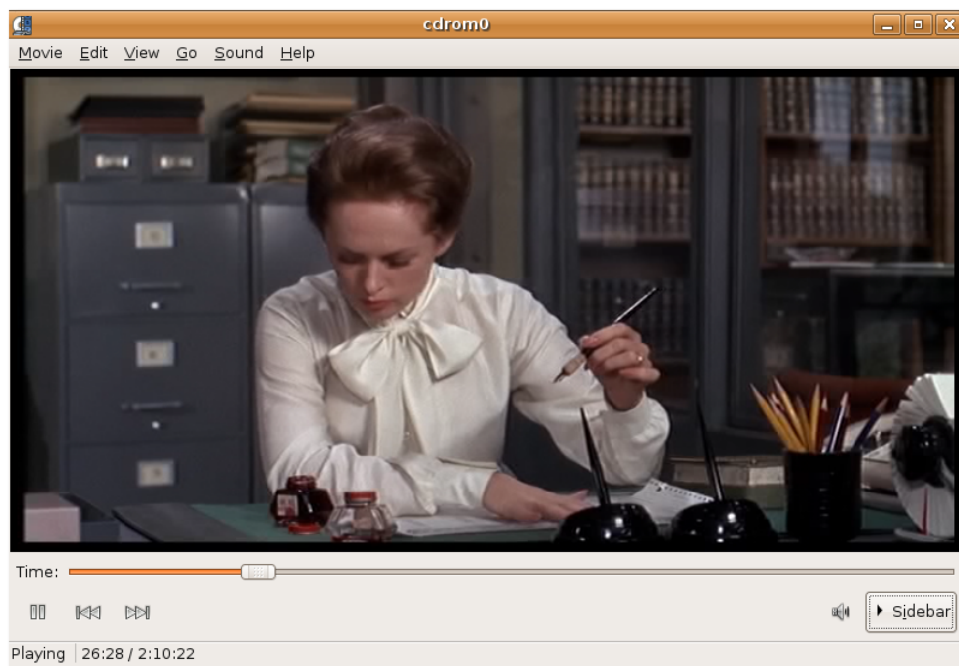 cdrom0
Movie Edit View Go Sound Help
Time:
Sidebar
Playing 26:28 / 2:10:22